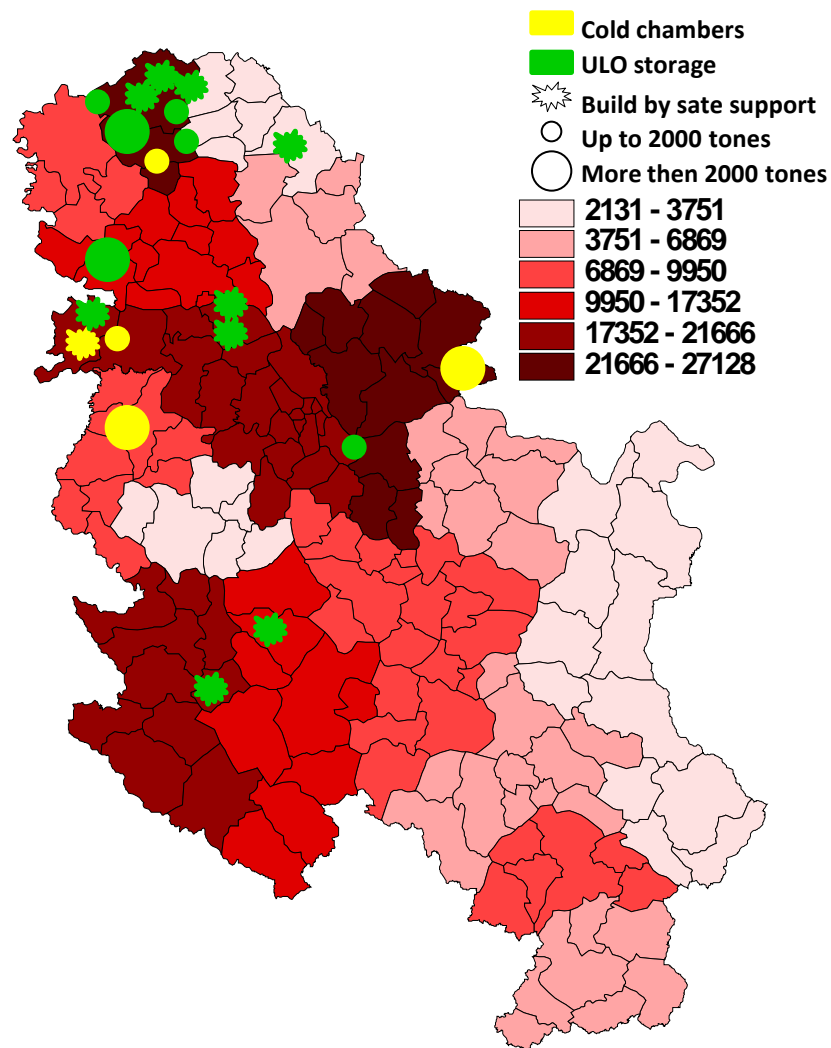 Cold chambers
ULO storage
Build by sate support
Up to 2000 tones
More then 2000 tones
2131 - 3751
3751 - 6869
6869 - 9950
9950 - 17352
17352 - 21666
21666 - 27128